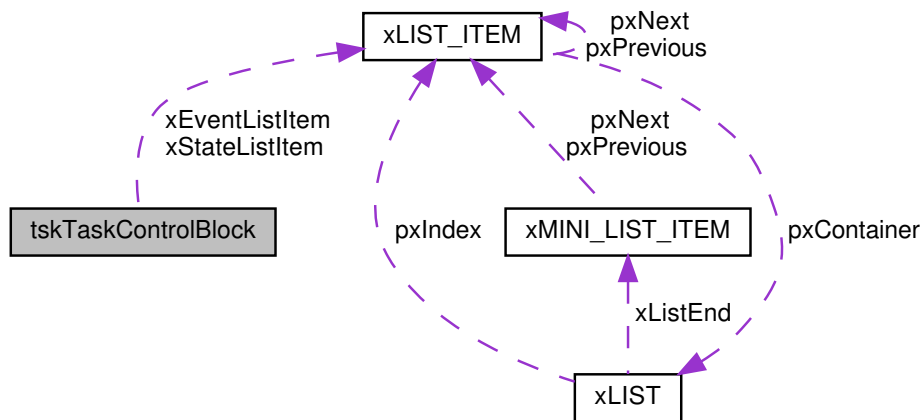 xLIST_ITEM
pxNext
pxPrevious
xEventListItem
xStateListItem
pxNext
pxPrevious
tskTaskControlBlock
pxIndex
xMINI_LIST_ITEM
pxContainer
xListEnd
xLIST